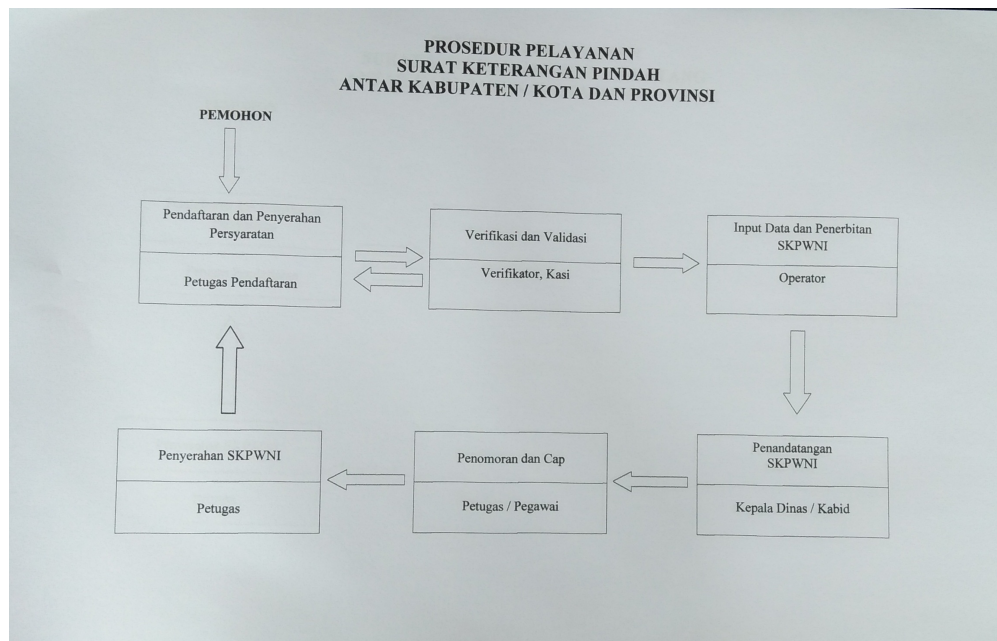 PROSEDUR PELAYANAN
SURAT KETERANGAN PINDAH
ANTAR KABUPATEN / KOTA DAN PROVINSI
PEMOHON
Pendaftaran dan Penyerahan
Persyaratan
Petugas Pendaftaran
Verifikasi dan Validasi
Verifikator, Kasi
Input Data dan Penerbitan
SKPWNI
Operator
Penandatangan
SKPWNI
Kepala Dinas / Kabid
Penomoran dan Cap
Petugas / Pegawai
Penyerahan SKPWNI
Petugas